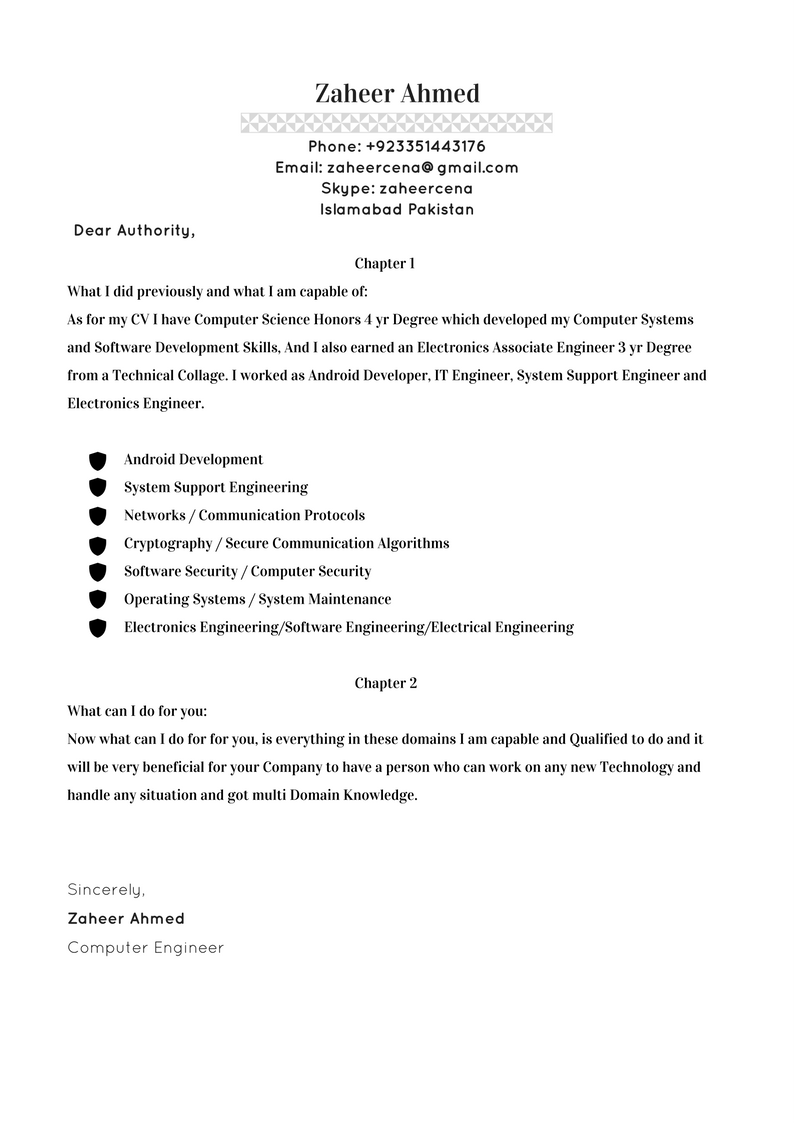 Zaheer Ahmed
Phone: +923351443176
Email: zaheercena@gmail.com
Skype: zaheercena
Islamabad Pakistan
Dear Authority,
Chapter 1
What I did previously and what I am capable of:
As for my CV I have Computer Science Honors 4 yr Degree which developed my Computer Systems
and Software Development Skills, And I also earned an Electronics Associate Engineer 3 yr Degree
from a Technical Collage. I worked as Android Developer, IT Engineer, System Support Engineer and
Electronics Engineer.
Android Development
System Support Engineering
Networks / Communication Protocols
Cryptography / Secure Communication Algorithms
Software Security / Computer Security
Operating Systems / System Maintenance
Electronics Engineering/Software Engineering/Electrical Engineering
Chapter 2
What can I do for you:
Now what can I do for for you, is everything in these domains I am capable and Qualified to do and it
will be very beneficial for your Company to have a person who can work on any new Technology and
handle any situation and got multi Domain Knowledge.
Sincerely,
Zaheer Ahmed
Computer Engineer